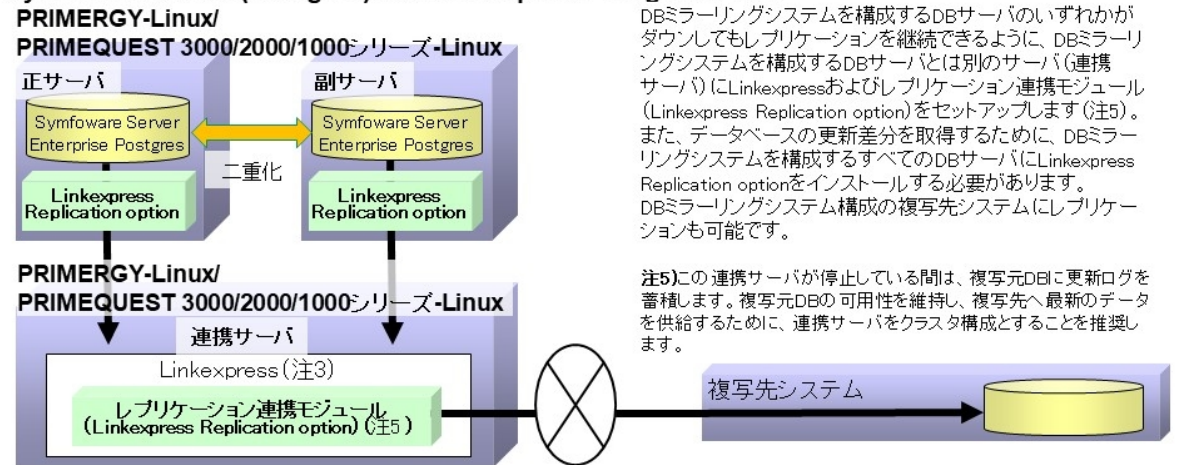 PRIMERGY-Linux/
PRIMEQUEST 3000/2000/1000シリーズ-Linux
正サーバ
副サーバ
Symfoware Server
Enterprise Postgres
Symfoware Server
Enterprise Postgres
二重化
Linkexpress
Replication option
Linkexpress
Replication option
PRIMERGY-Linux/
PRIMEQUEST 3000/2000/1000シリーズ-Linux
連携サーバ
Linkexpress(注3)
レプリケーション連携モジュール
(Linkexpress Replication option)(注5)
DBミラーリングシステムを構成するDBサーバのいずれかが
ダウンしてもレプリケーションを継続できるように、DBミラーリ
ングシステムを構成するDBサーバとは別のサーバ(連携
サーバ)にLinkexpressおよびレプリケーション連携モジュール
(Linkexpress Replication option)をセットアップします(注5)。
また、データベースの更新差分を取得するために、DBミラー
リングシステムを構成するすべてのDBサーバにLinkexpress
Replication optionをインストールする必要があります。
DBミラーリングシステム構成の複写先システムにレプリケー
ションも可能です。
注5)この連携サーバが停止している間は、複写元DBに更新ログを
蓄積します。複写元DBの可用性を維持し、複写先へ最新のデータ
を供給するために、連携サーバをクラスタ構成とすることを推奨し
ます。
複写先システム